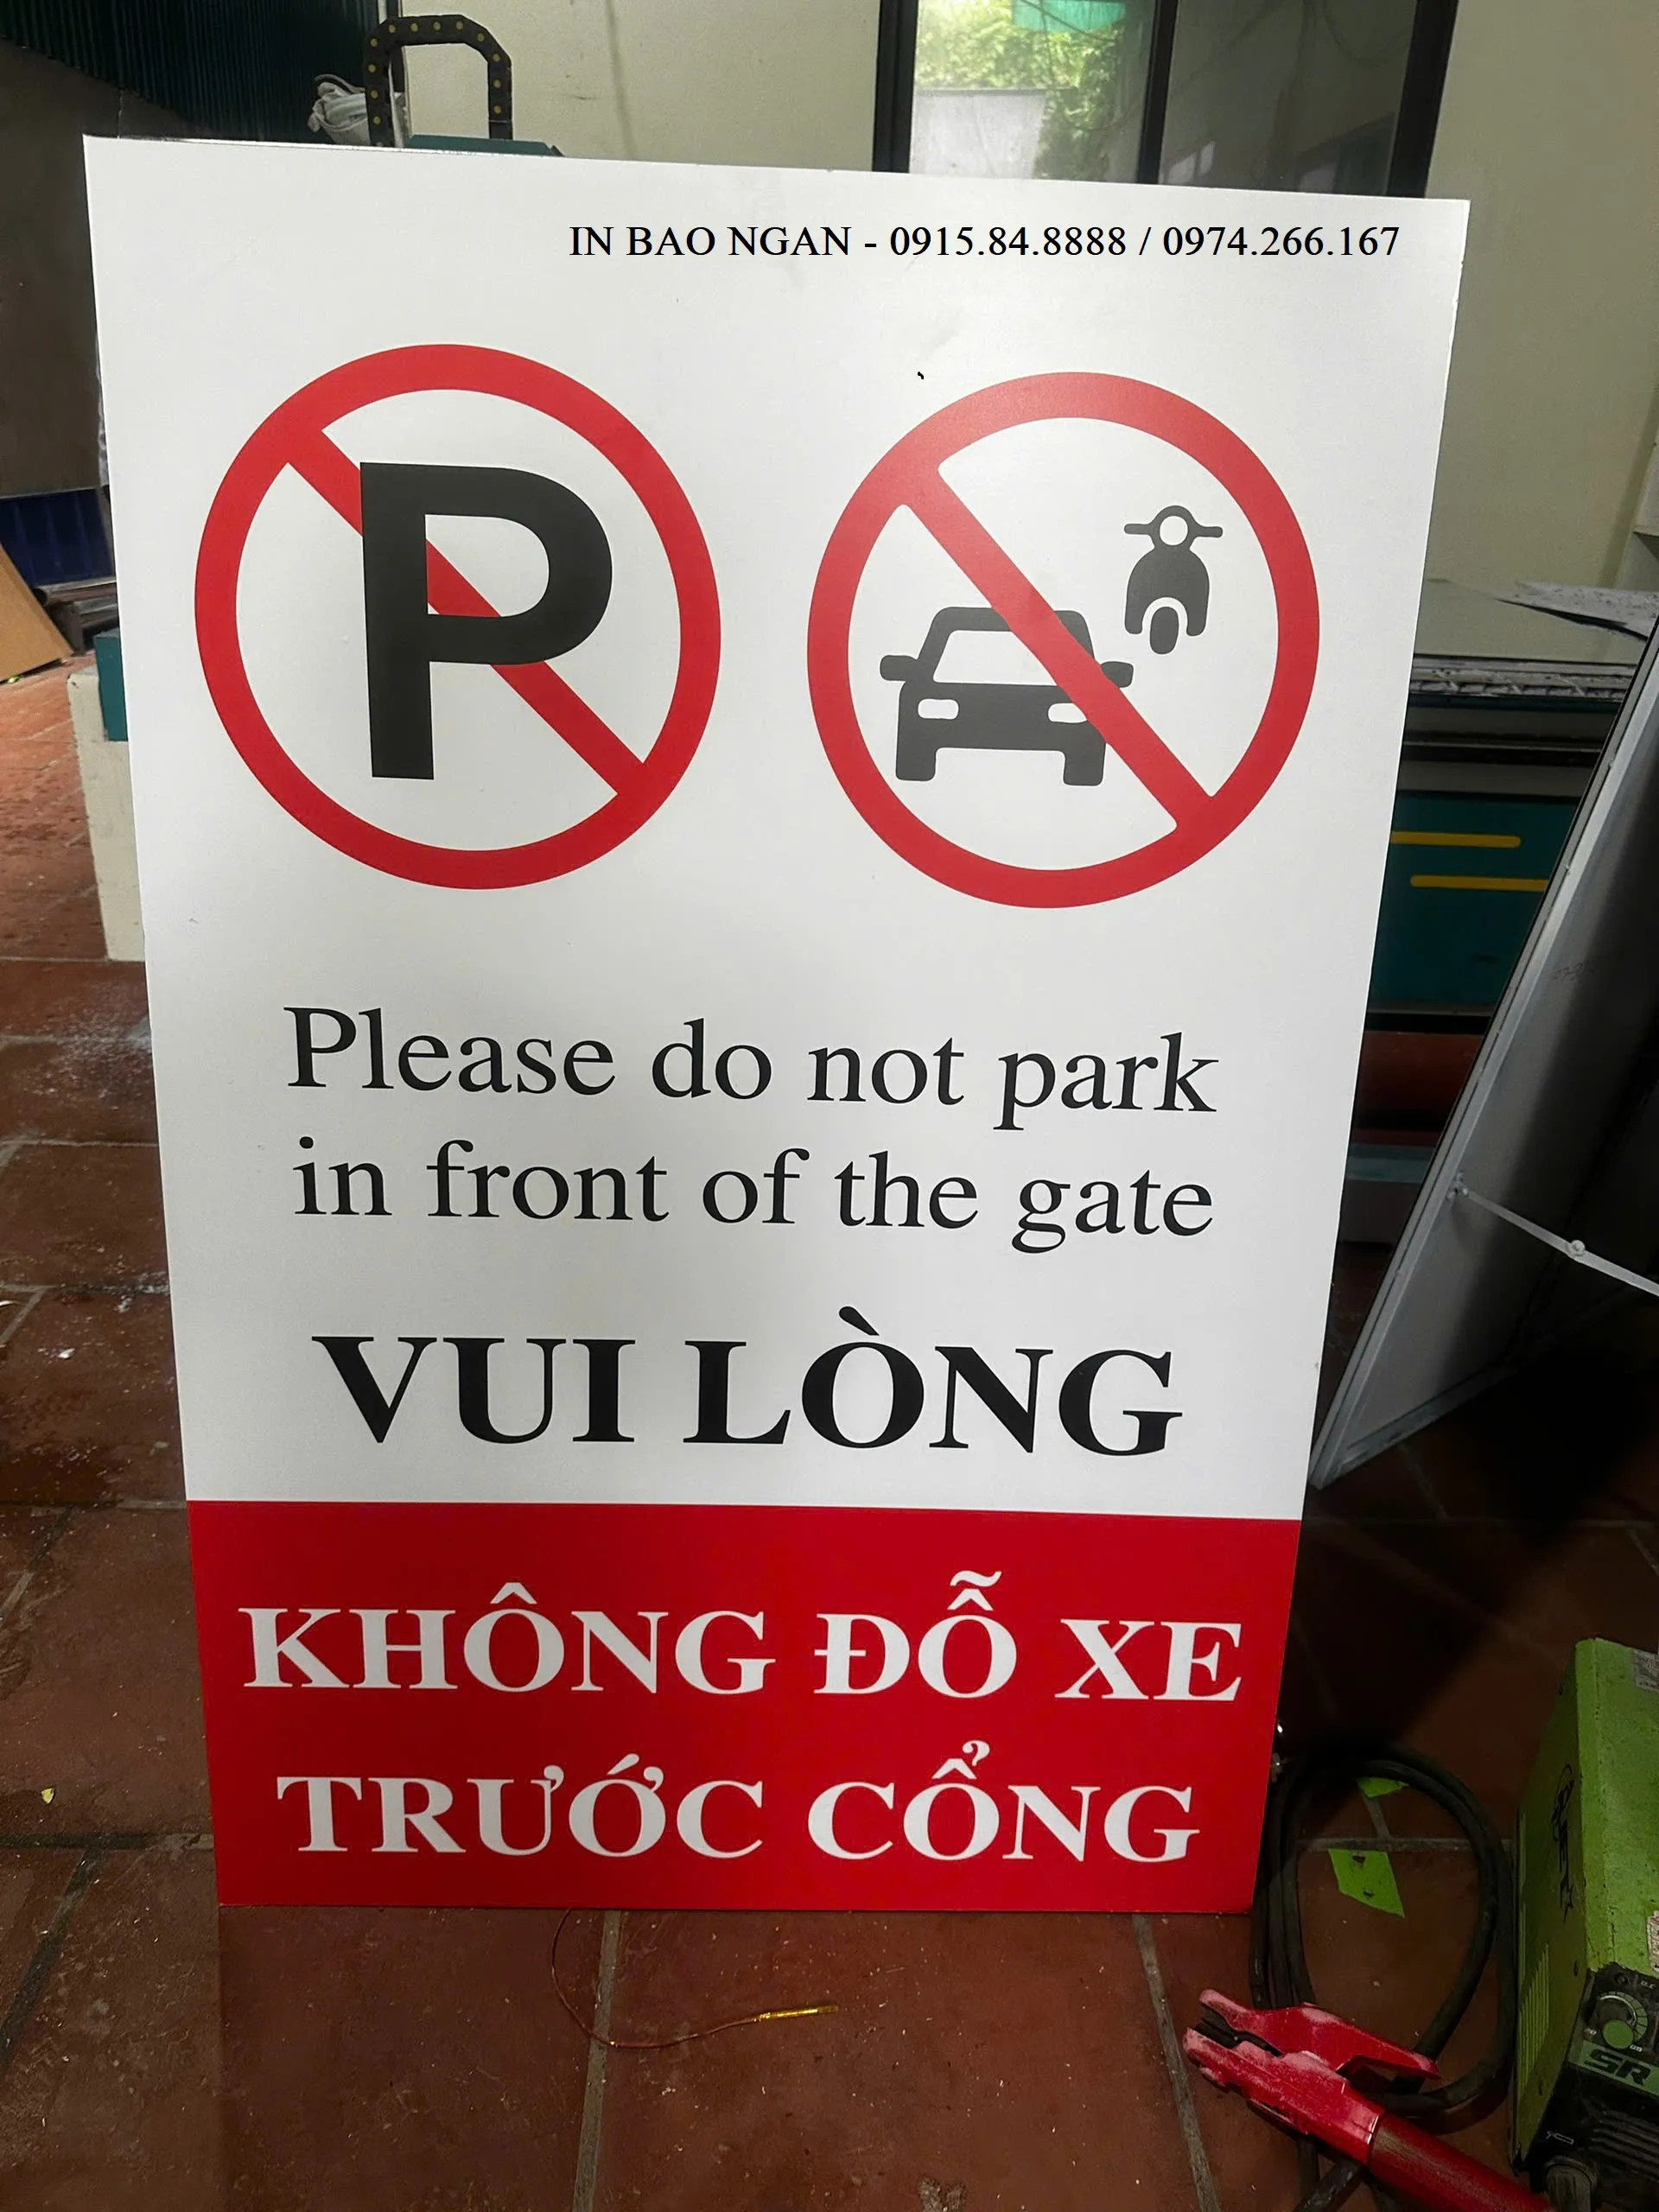 IN BAO NGAN - 0915.84.8888 / 0974.266.167
P
Please do not park
in front of the gate
VUI LÒNG
KHÔNG ĐỖ XE
TRƯỚC CỔNG
SR